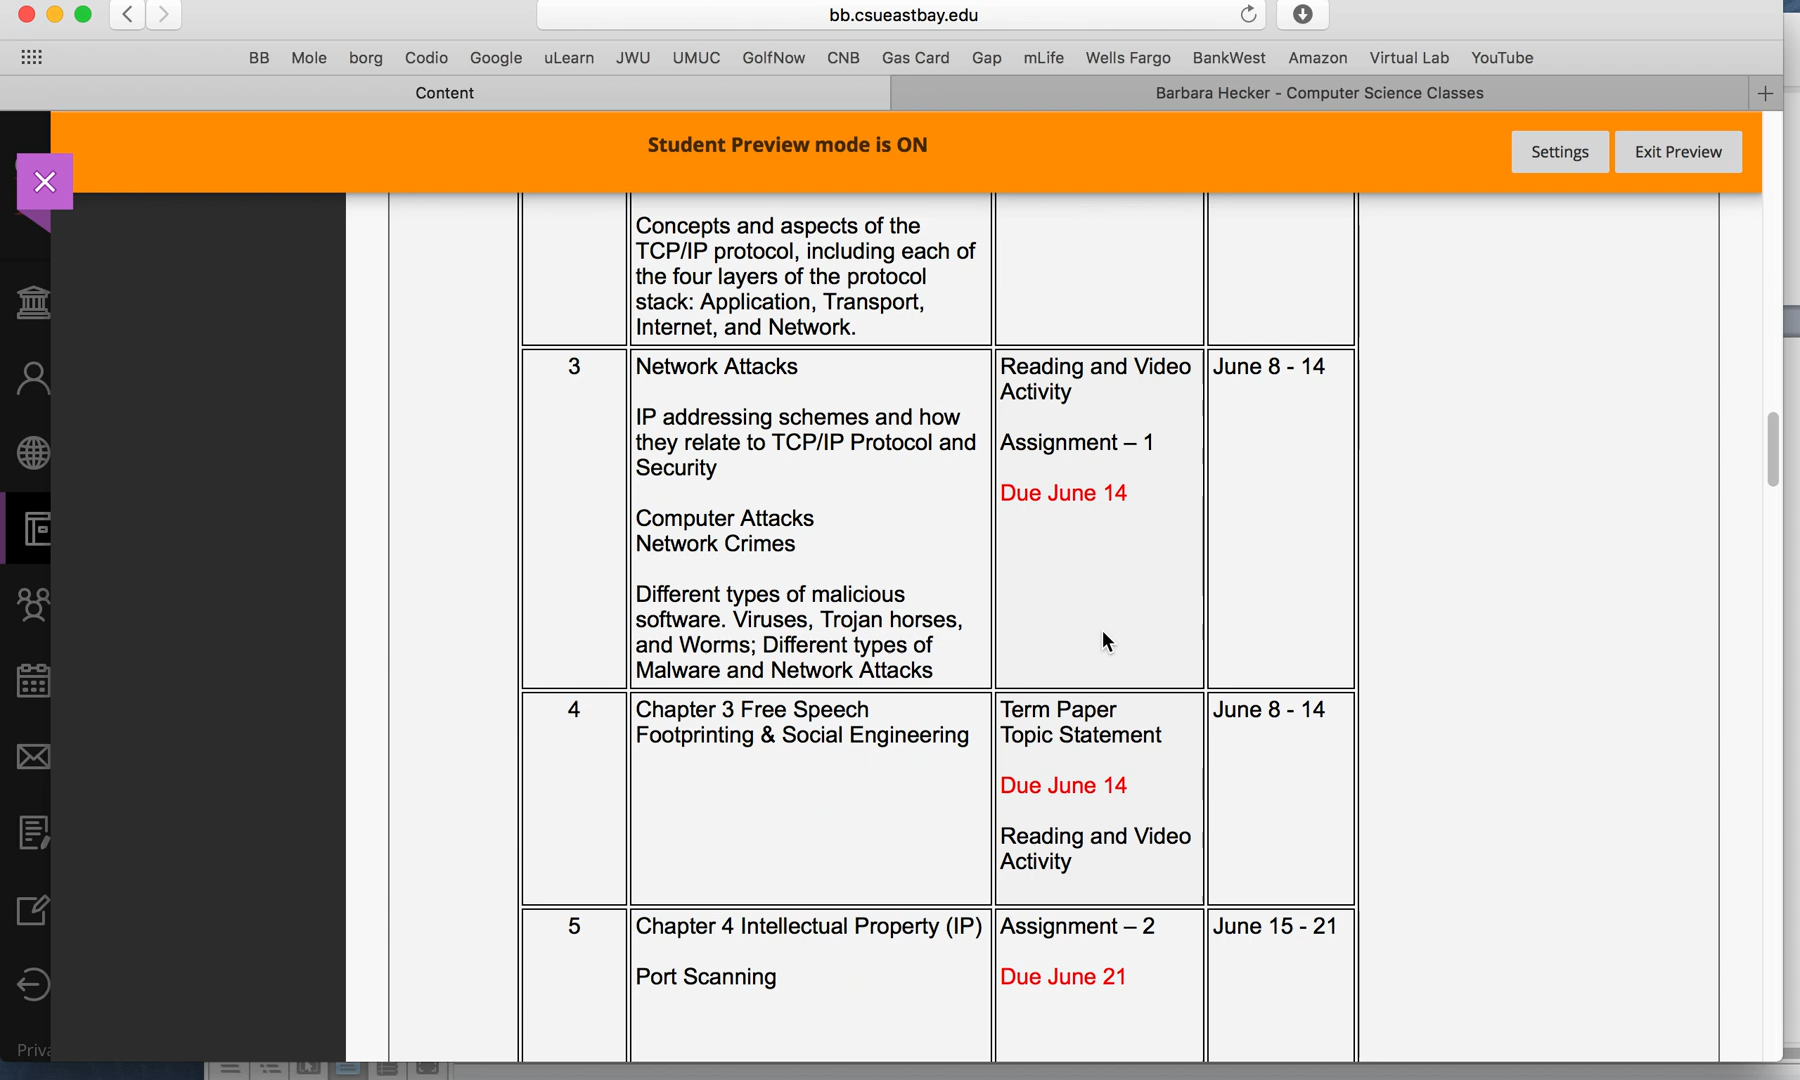 bb.csueastbay.edu
BB Mole borg Codio Google uLearn JWU UMUC GolfNow CNB Gas Card Gap mLife Wells Fargo BankWest Amazon Virtual Lab YouTube
Content
Barbara Hecker - Computer Science Classes
Student Preview mode is ON
Settings
Exit Preview
Concepts and aspects of the
TCP/IP protocol, including each of
the four layers of the protocol
stack: Application, Transport,
Internet, and Network.
3
Network Attacks
IP addressing schemes and how
they relate to TCP/IP Protocol and
Security
Computer Attacks
Network Crimes
Different types of malicious
software. Viruses, Trojan horses,
and Worms; Different types of
Malware and Network Attacks
Reading and Video
Activity
Assignment – 1
Due June 14
June 8 - 14
4
Chapter 3 Free Speech
Footprinting & Social Engineering
Term Paper
Topic Statement
Due June 14
Reading and Video
Activity
June 8 - 14
5
Chapter 4 Intellectual Property (IP)
Port Scanning
Assignment – 2
Due June 21
June 15 - 21